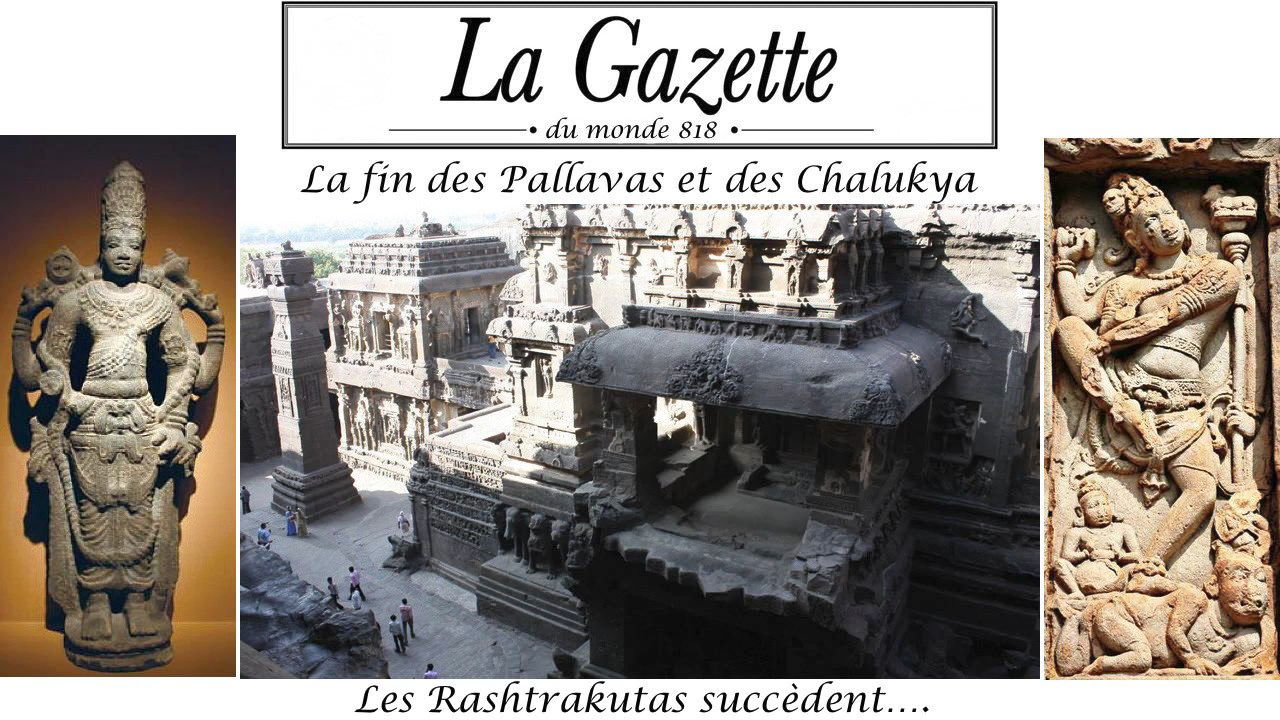 La Gazette
• du monde 818 •
La fin des Pallavas et des Chalukya
Les Rashtrakutas succèdent....